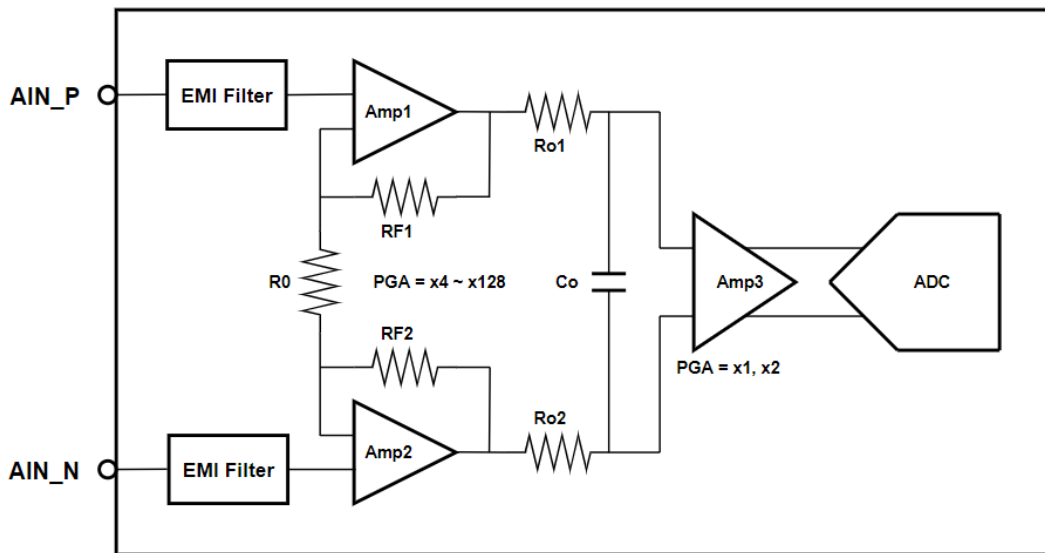 AIN_P
EMI Filter
Amp1
Ro1
RF1
R0
PGA = x4 ~ x128
Co
Amp3
ADC
RF2
PGA = x1, x2
Ro2
Amp2
AIN_N
EMI Filter